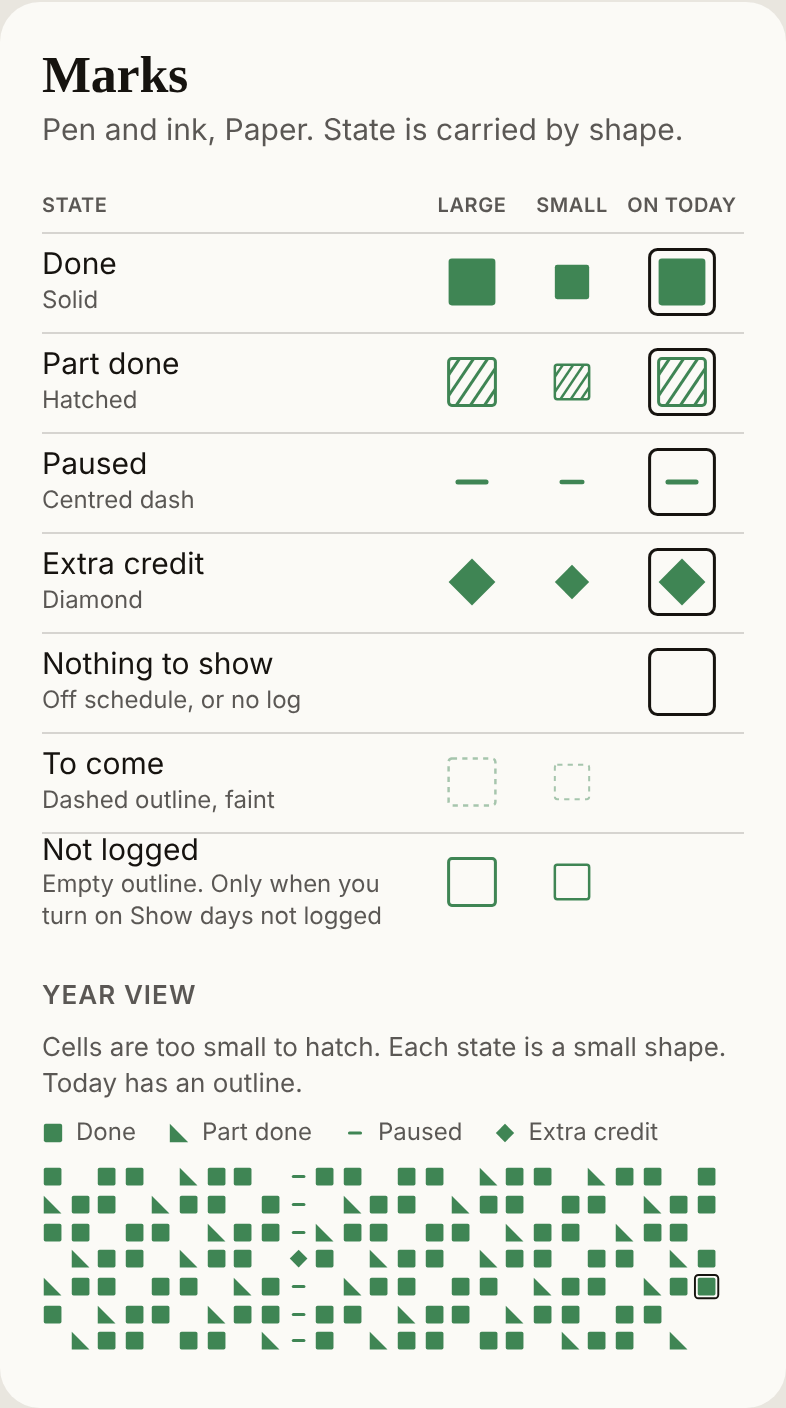 Marks
Pen and ink, Paper. State is carried by shape.
STATE LARGE SMALL ON TODAY
Done
Solid
Part done
Hatched
Paused
Centred dash
Extra credit
Diamond
Nothing to show
Off schedule, or no log
To come
Dashed outline, faint
Not logged
Empty outline. Only when you
turn on Show days not logged
YEAR VIEW
Cells are too small to hatch. Each state is a small shape.
Today has an outline.
Done Part done Paused Extra credit